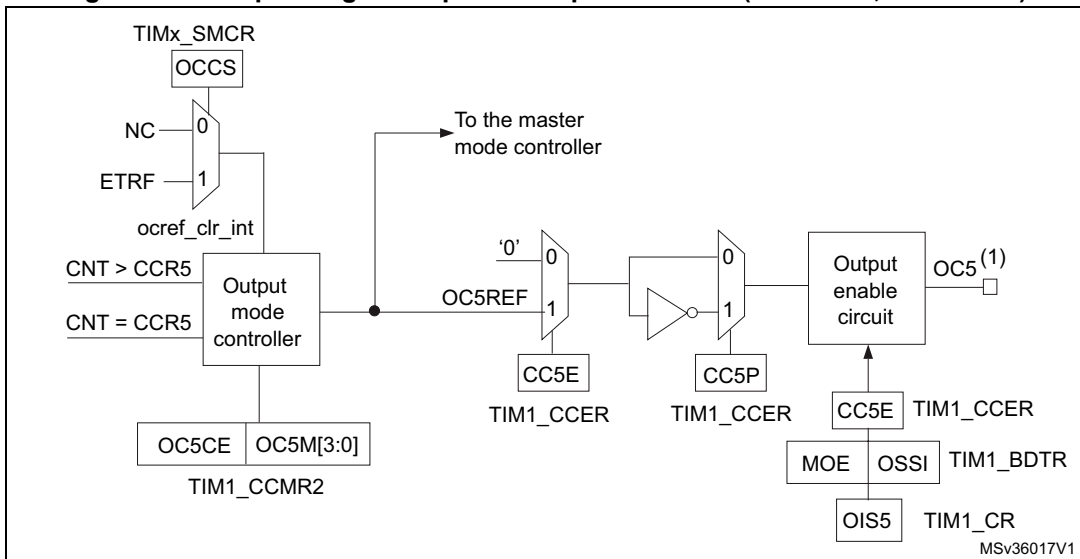 TIMx_SMCR
OCCS
To the master
mode controller
NC
0
ETRF
1
ocref_clr_int
CNT > CCR5
CNT = CCR5
Output
mode
controller
OC5REF
‘0’
0
1
0
1
Output
enable
circuit
OC5 (1)
CC5E
TIM1_CCER
CC5P
TIM1_CCER
CC5E TIM1_CCER
OC5CE OC5M[3:0]
TIM1_CCMR2
MOE OSSI TIM1_BDTR
OIS5 TIM1_CR
MSv36017V1